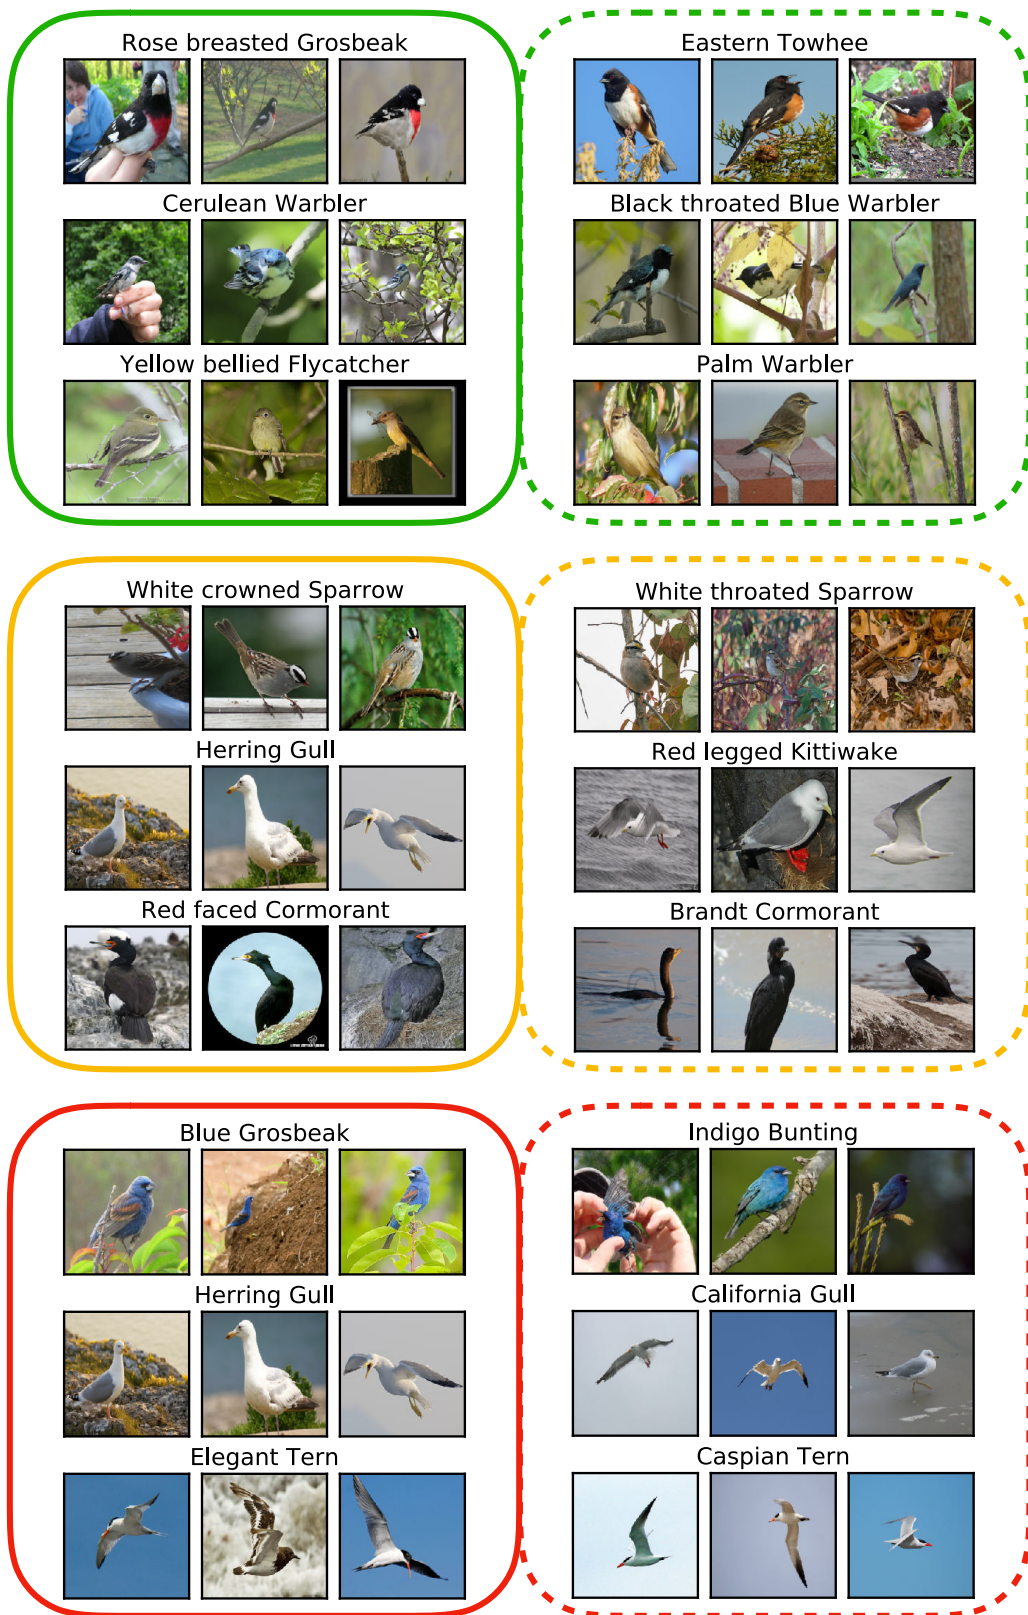 Rose breasted Grosbeak
Eastern Towhee
Cerulean Warbler
Black throated Blue Warbler
Yellow bellied Flycatcher
Palm Warbler
White crowned Sparrow
White throated Sparrow
Herring Gull
Red legged Kittiwake
Red faced Cormorant
Brandt Cormorant
Blue Grosbeak
Indigo Bunting
Herring Gull
California Gull
Elegant Tern
Caspian Tern